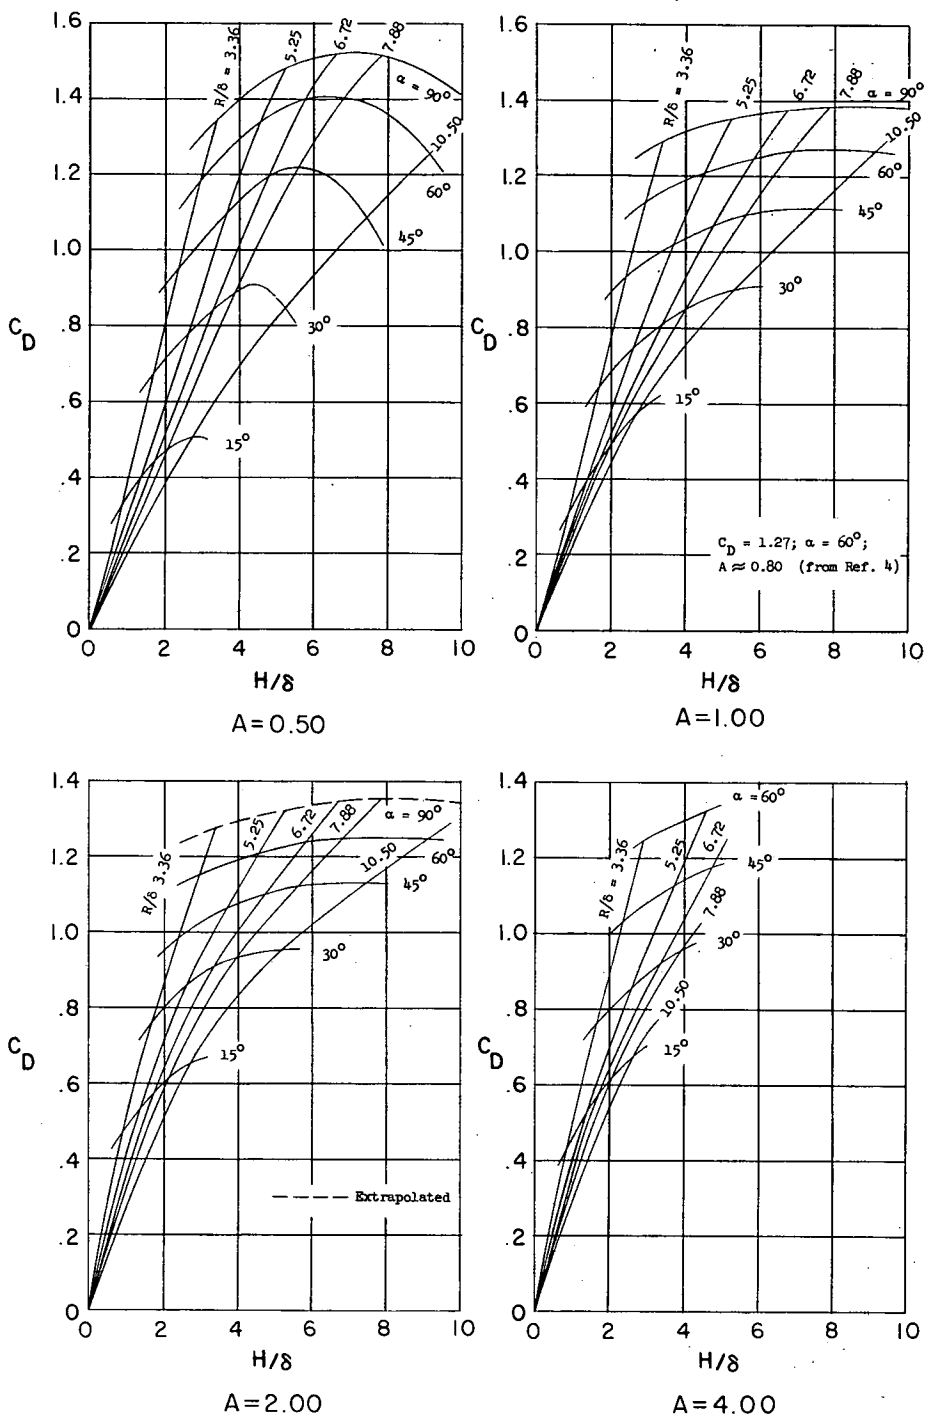 1.6
1.4
1.2
1.0
.8
.6
.4
.2
0
C_D
R/δ = 3.36
5.25
6.72
7.88
α = 90°
10.50
60°
45°
30°
15°
0 2 4 6 8 10
H/δ
A=0.50
1.6
1.4
1.2
1.0
.8
.6
.4
.2
0
C_D
R/δ = 3.36
5.25
6.72
7.88
α = 90°
10.50
60°
45°
30°
15°
C_D = 1.27; α = 60°;
A ≈ 0.80 (from Ref. 4)
0 2 4 6 8 10
H/δ
A=1.00
1.4
1.2
1.0
.8
.6
.4
.2
0
C_D
R/δ 3.36
5.25
6.72
7.88
α = 90°
10.50
60°
45°
30°
15°
Extrapolated
0 2 4 6 8 10
H/δ
A=2.00
1.4
1.2
1.0
.8
.6
.4
.2
0
C_D
R/δ = 3.36
5.25
6.72
7.88
10.50
α = 60°
45°
30°
15°
0 2 4 6 8 10
H/δ
A=4.00